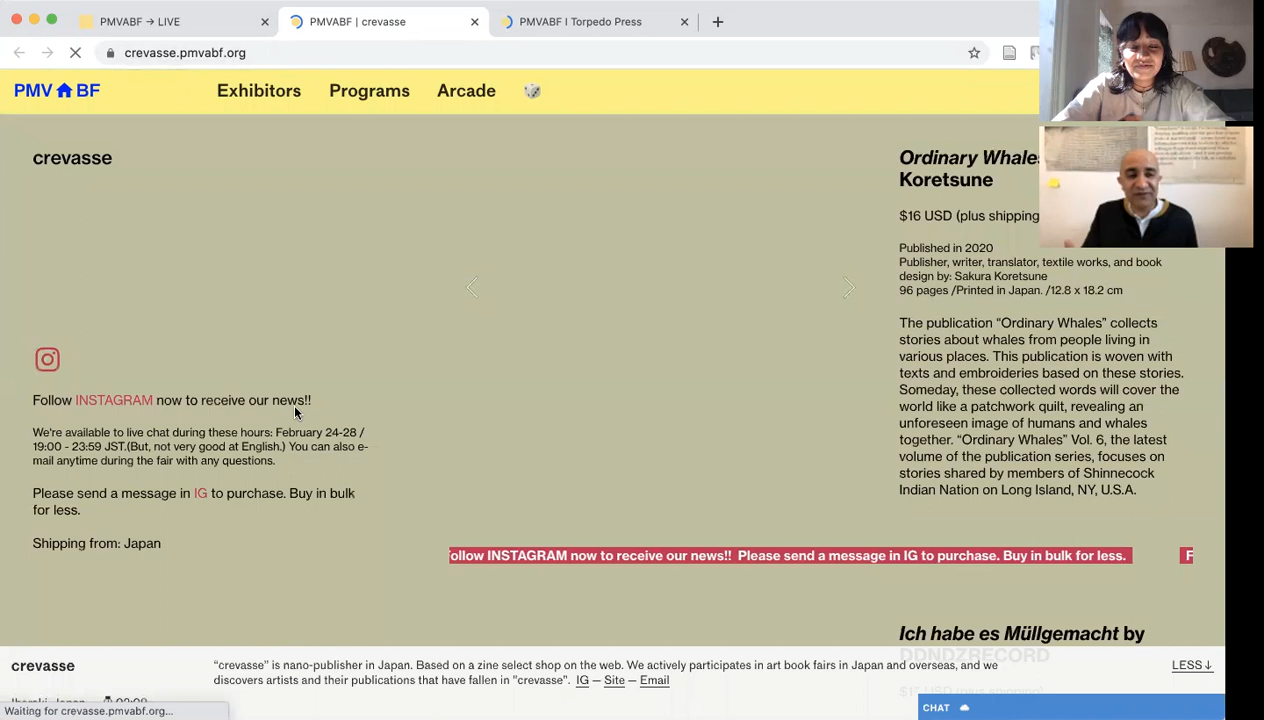 PMVABF → LIVE
PMVABF | crevasse
PMVABF I Torpedo Press
crevasse.pmvabf.org
PMV BF
Exhibitors
Programs
Arcade
crevasse
Follow INSTAGRAM now to receive our news!!
We're available to live chat during these hours: February 24-28 /
19:00 - 23:59 JST.(But, not very good at English.) You can also e-
mail anytime during the fair with any questions.
Please send a message in IG to purchase. Buy in bulk
for less.
Shipping from: Japan
Ordinary Whales
Koretsune
$16 USD (plus shipping
Published in 2020
Publisher, writer, translator, textile works, and book
design by: Sakura Koretsune
96 pages /Printed in Japan. /12.8 x 18.2 cm
The publication “Ordinary Whales” collects
stories about whales from people living in
various places. This publication is woven with
texts and embroideries based on these stories.
Someday, these collected words will cover the
world like a patchwork quilt, revealing an
unforeseen image of humans and whales
together. “Ordinary Whales” Vol. 6, the latest
volume of the publication series, focuses on
stories shared by members of Shinnecock
Indian Nation on Long Island, NY, U.S.A.
ollow INSTAGRAM now to receive our news!! Please send a message in IG to purchase. Buy in bulk for less. F
Ich habe es Müllgemacht by
DDNDZRECORD
crevasse
“crevasse” is nano-publisher in Japan. Based on a zine select shop on the web. We actively participates in art book fairs in Japan and overseas, and we
discovers artists and their publications that have fallen in "crevasse”. IG — Site — Email
LESS↓
CHAT
Waiting for crevasse.pmvabf.org...